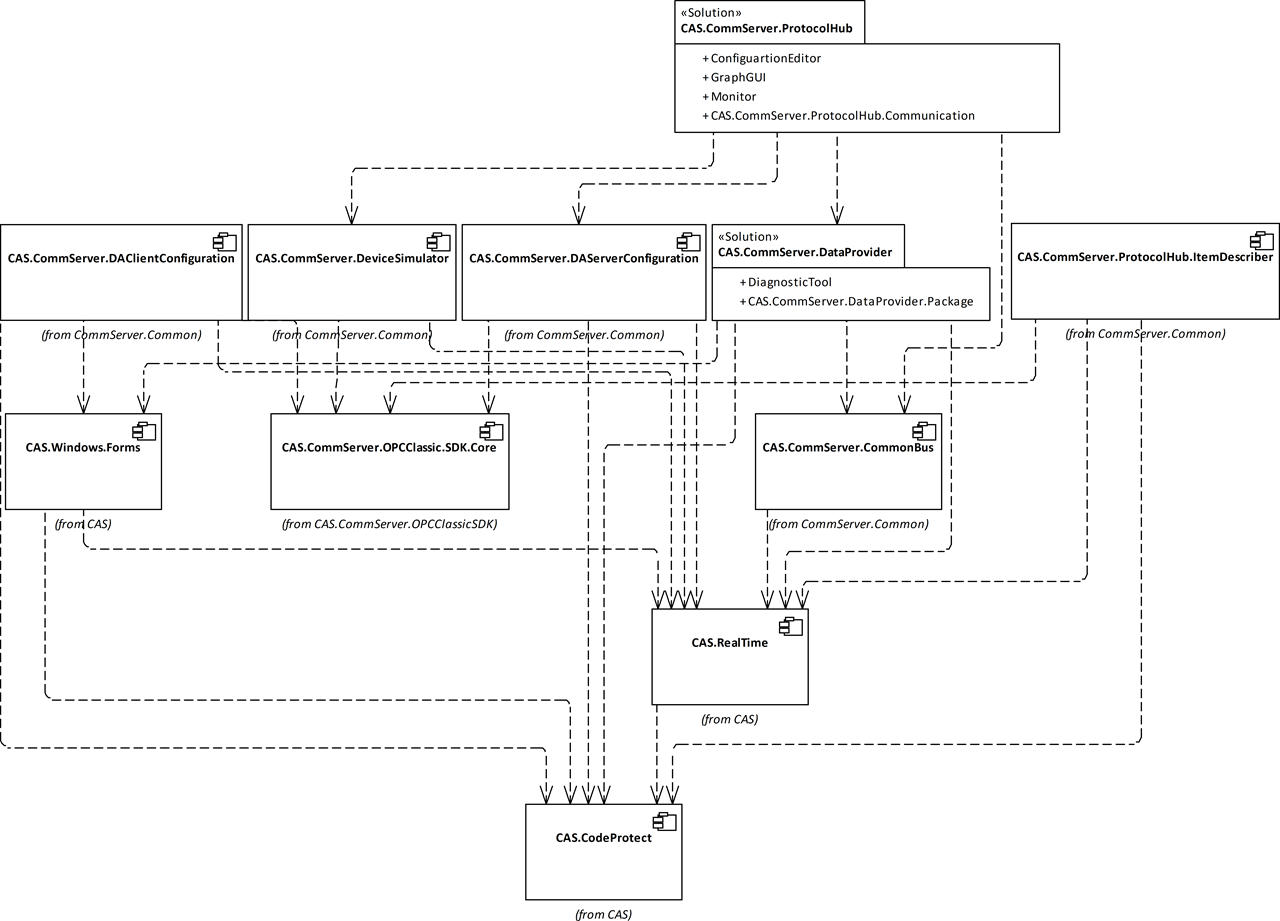 «Solution»
CAS.CommServer.ProtocolHub
+ConfiguartionEditor
+GraphGUI
+Monitor
+CAS.CommServer.ProtocolHub.Communication
CAS.CommServer.DAClientConfiguration
(from CommServer.Common)
CAS.CommServer.DeviceSimulator
(from CommServer.Common)
CAS.CommServer.DAServerConfiguration
(from CommServer.Common)
«Solution»
CAS.CommServer.DataProvider
+DiagnosticTool
+CAS.CommServer.DataProvider.Package
CAS.CommServer.ProtocolHub.ItemDescriber
(from CommServer.Common)
CAS.Windows.Forms
(from CAS)
CAS.CommServer.OPCClassic.SDK.Core
(from CAS.CommServer.OPCClassicSDK)
CAS.CommServer.CommonBus
(from CommServer.Common)
CAS.RealTime
(from CAS)
CAS.CodeProtect
(from CAS)